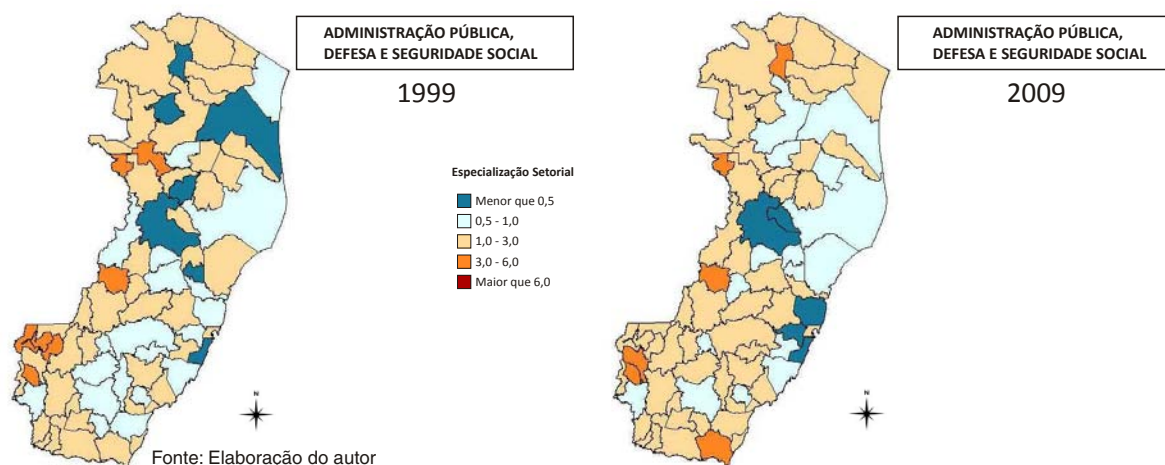 ADMINISTRAÇÃO PÚBLICA,
DEFESA E SEGURIDADE SOCIAL
1999
ADMINISTRAÇÃO PÚBLICA,
DEFESA E SEGURIDADE SOCIAL
2009
Especialização Setorial
Menor que 0,5
0,5 - 1,0
1,0 - 3,0
3,0 - 6,0
Maior que 6,0
N
N
Fonte: Elaboração do autor